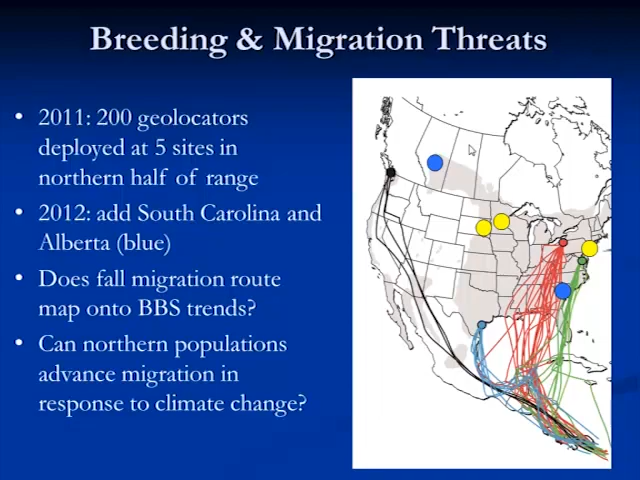 Breeding & Migration Threats
• 2011: 200 geolocators
deployed at 5 sites in
northern half of range
• 2012: add South Carolina and
Alberta (blue)
• Does fall migration route
map onto BBS trends?
• Can northern populations
advance migration in
response to climate change?